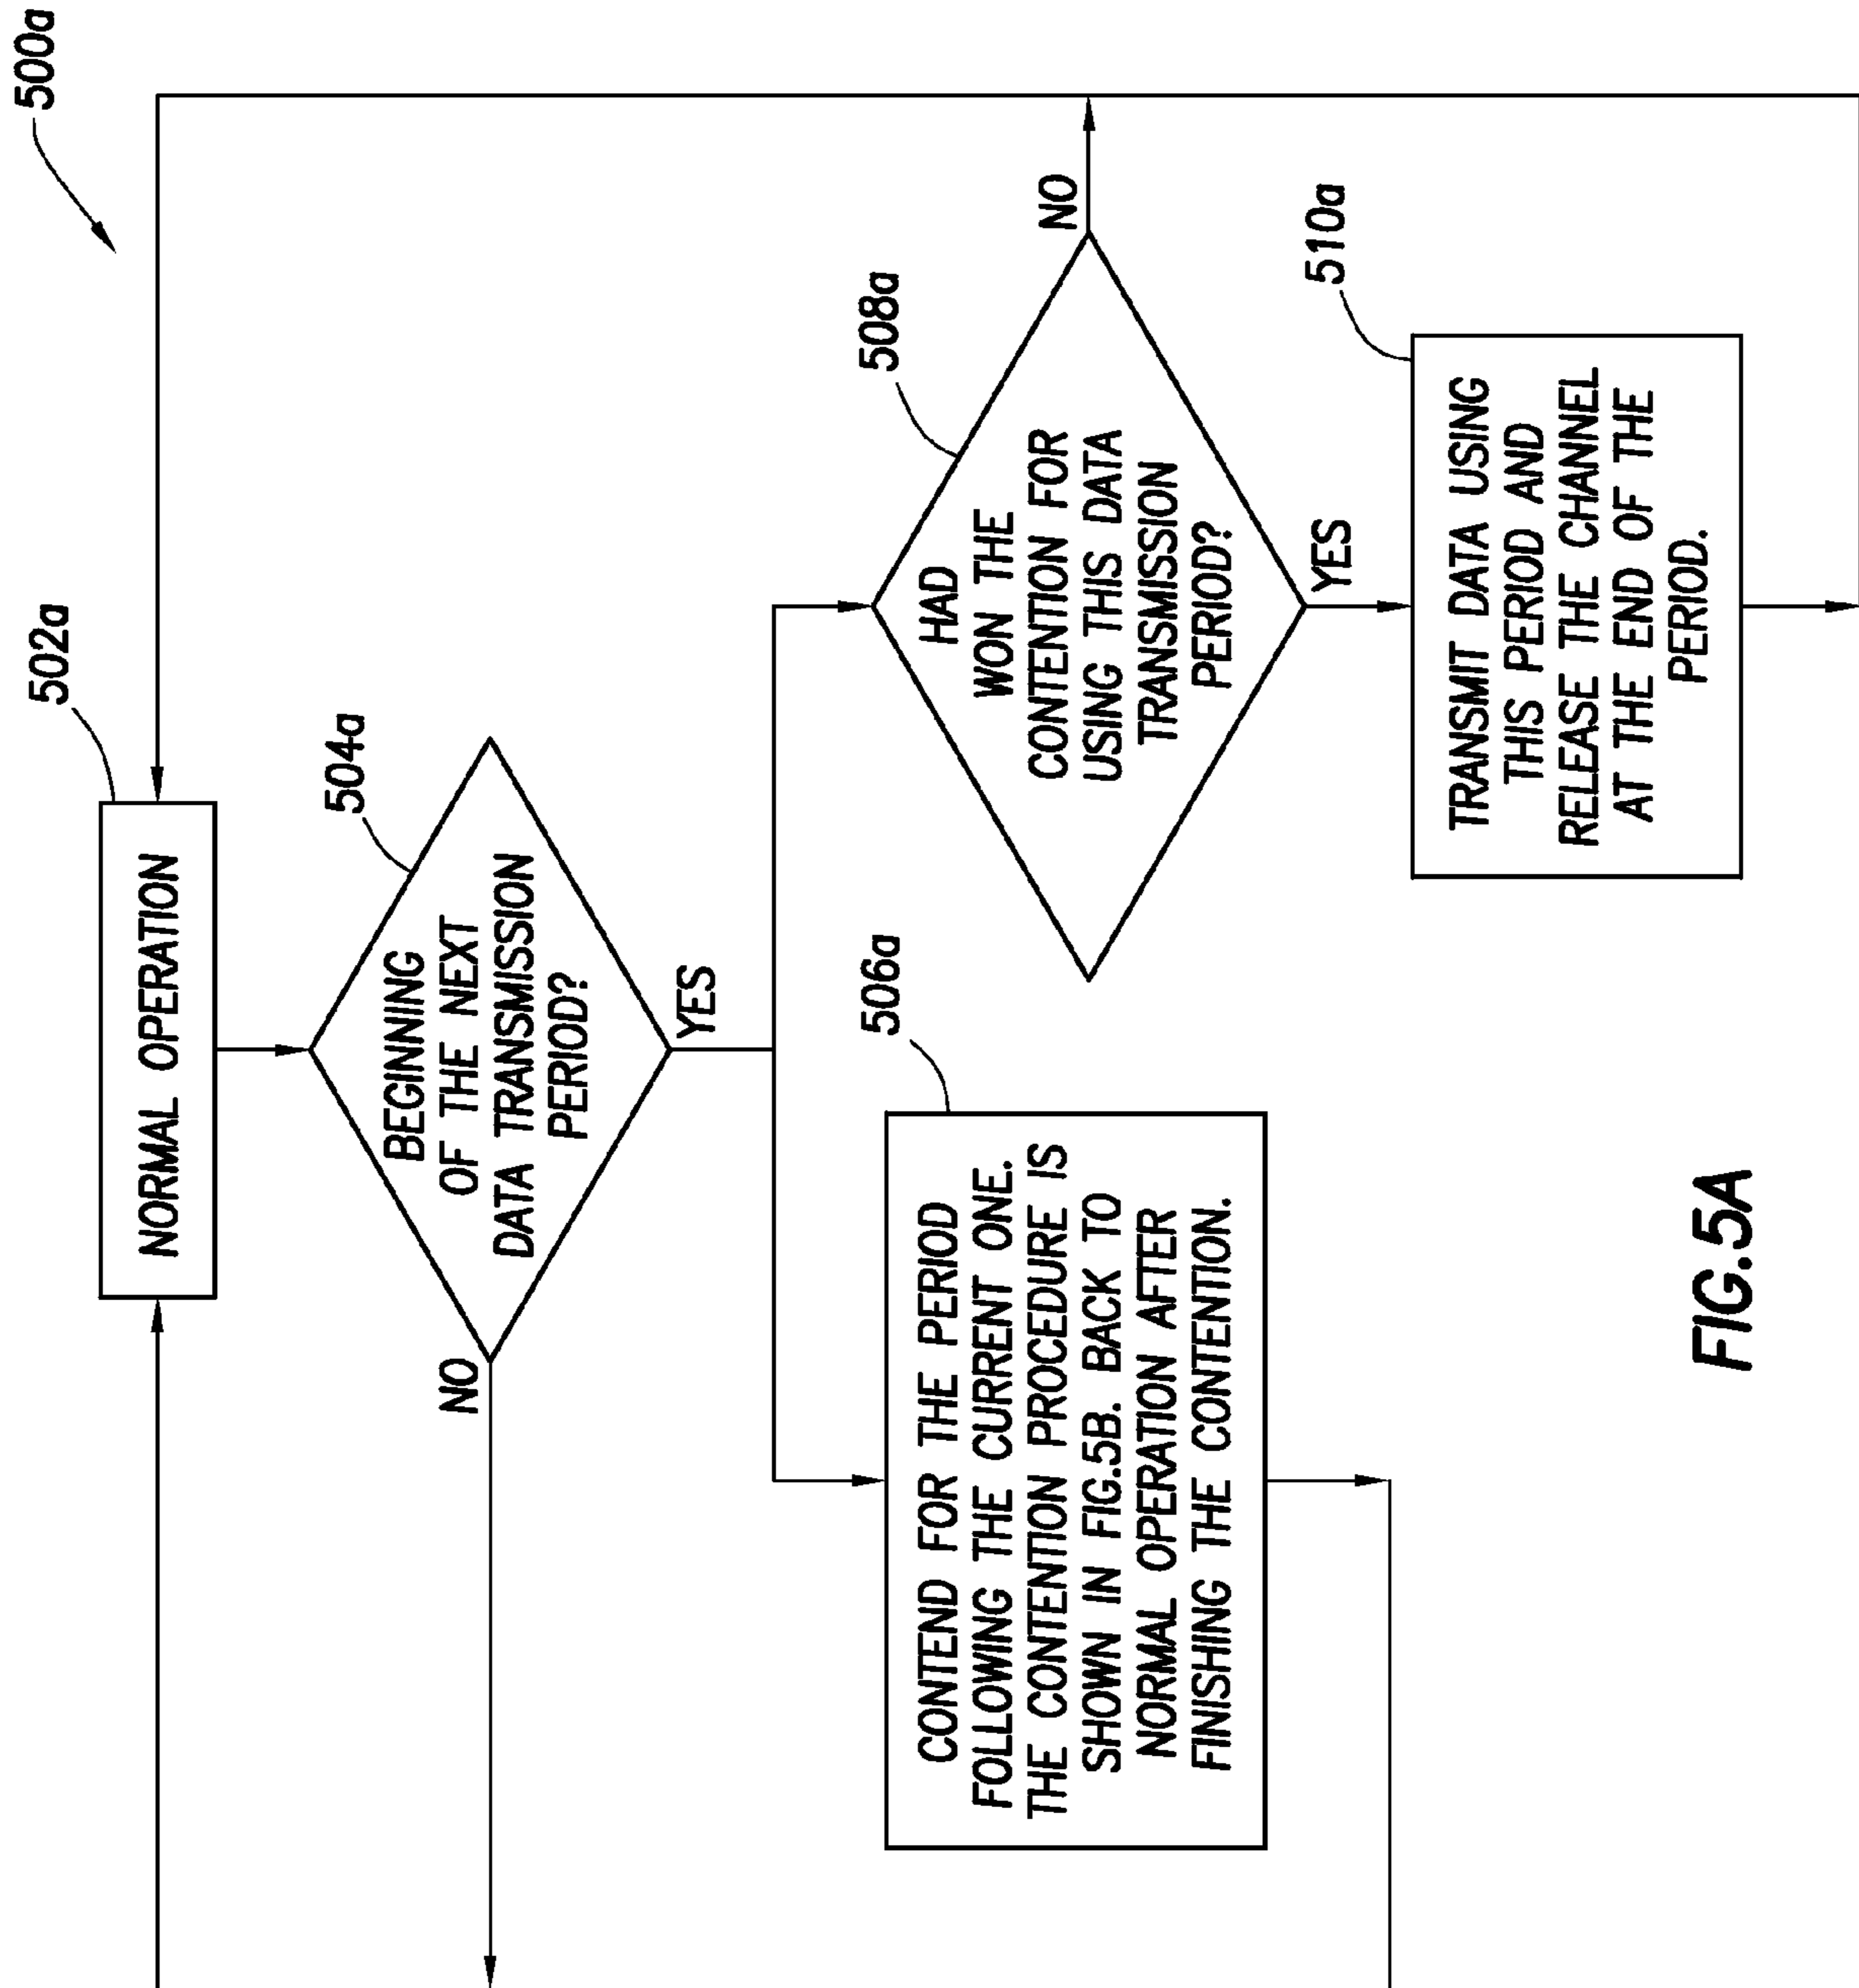 500a
502a
NORMAL OPERATION
504a
BEGINNING
OF THE NEXT
DATA TRANSMISSION
PERIOD?
NO
YES
506a
CONTEND FOR THE PERIOD
FOLLOWING THE CURRENT ONE.
THE CONTENTION PROCEDURE IS
SHOWN IN FIG.5B. BACK TO
NORMAL OPERATION AFTER
FINISHING THE CONTENTION.
508a
HAD
WON THE
CONTENTION FOR
USING THIS DATA
TRANSMISSION
PERIOD?
NO
YES
510a
TRANSMIT DATA USING
THIS PERIOD AND
RELEASE THE CHANNEL
AT THE END OF THE
PERIOD.
FIG.5A